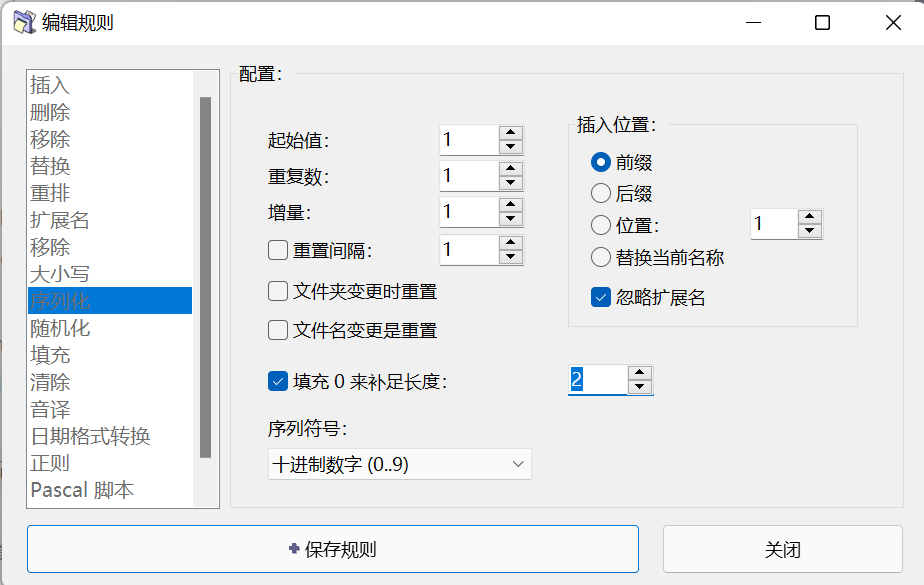 编辑规则
插入
删除
移除
替换
重排
扩展名
移除
大小写
序列化
随机化
填充
清除
音译
日期格式转换
正则
Pascal 脚本
配置：
起始值： 1
重复数： 1
增量： 1
重置间隔： 1
文件夹变更时重置
文件名变更是重置
填充 0 来补足长度： 2
序列符号：
十进制数字 (0..9)
插入位置：
前缀
后缀
位置： 1
替换当前名称
忽略扩展名
保存规则
关闭